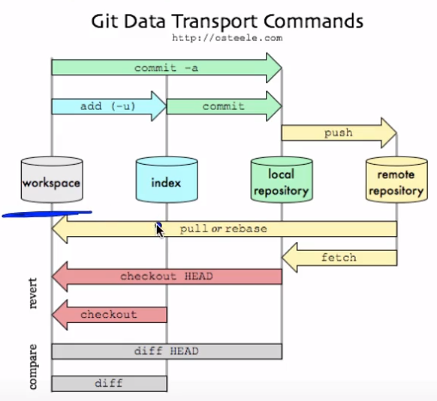 Git Data Transport Commands
http://osteele.com
commit -a
add (-u)
commit
push
workspace
index
local
repository
remote
repository
pull or rebase
fetch
revert
checkout HEAD
checkout
compare
diff HEAD
diff